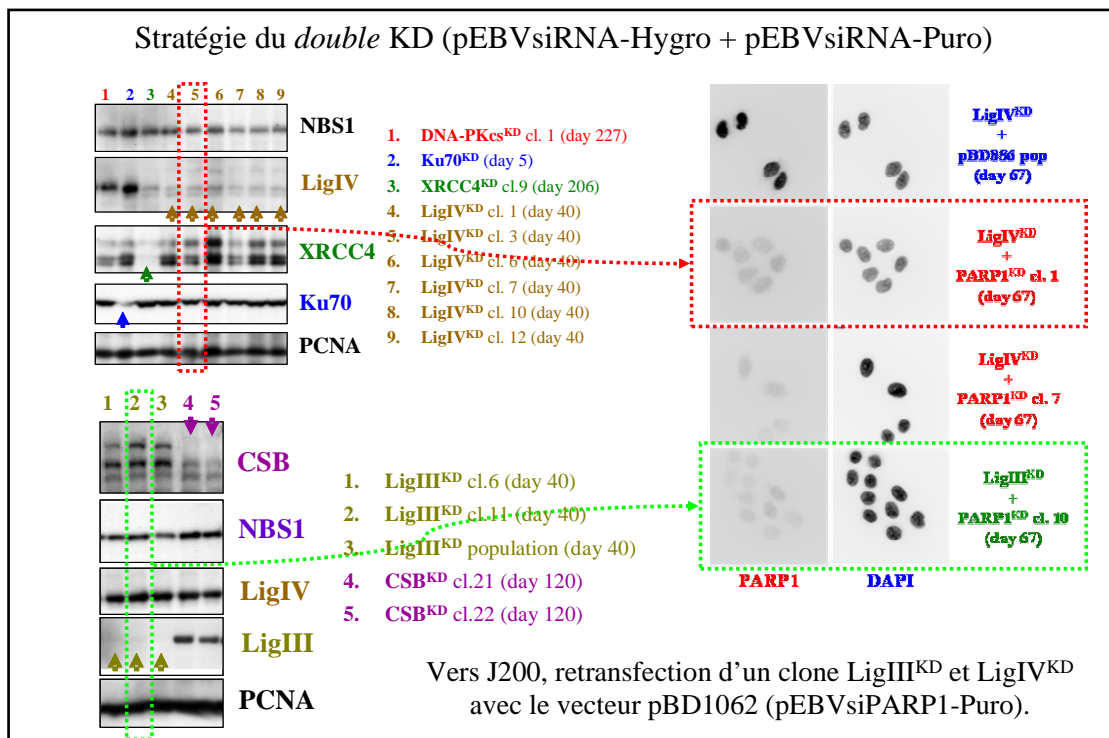 Stratégie du double KD (pEBVsiRNA-Hygro + pEBVsiRNA-Puro)
1 2 3 4 5 6 7 8 9
NBS1
LigIV
XRCC4
Ku70
PCNA
1. DNA-PKcsKD cl. 1 (day 227)
2. Ku70KD (day 5)
3. XRCC4KD cl.9 (day 206)
4. LigIVKD cl. 1 (day 40)
5. LigIVKD cl. 3 (day 40)
6. LigIVKD cl. 6 (day 40)
7. LigIVKD cl. 7 (day 40)
8. LigIVKD cl. 10 (day 40)
9. LigIVKD cl. 12 (day 40
LigIVKD
+
pBD886 pop
(day 67)
LigIVKD
+
PARP1KD cl. 1
(day 67)
LigIVKD
+
PARP1KD cl. 7
(day 67)
LigIIIKD
+
PARP1KD cl. 10
(day 67)
PARP1
DAPI
1 2 3 4 5
CSB
NBS1
LigIV
LigIII
PCNA
1. LigIIIKD cl.6 (day 40)
2. LigIIIKD cl.11 (day 40)
3. LigIIIKD population (day 40)
4. CSBKD cl.21 (day 120)
5. CSBKD cl.22 (day 120)
Vers J200, retransfection d'un clone LigIIIKD et LigIVKD
avec le vecteur pBD1062 (pEBVsiPARP1-Puro).